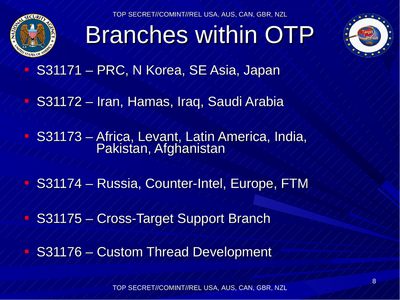 TOP SECRET//COMINT//REL USA, AUS, CAN, GBR, NZL
Branches within OTP
S31171 – PRC, N Korea, SE Asia, Japan
S31172 – Iran, Hamas, Iraq, Saudi Arabia
S31173 – Africa, Levant, Latin America, India,
Pakistan, Afghanistan
S31174 – Russia, Counter-Intel, Europe, FTM
S31175 – Cross-Target Support Branch
S31176 – Custom Thread Development
8
TOP SECRET//COMINT//REL USA, AUS, CAN, GBR, NZL